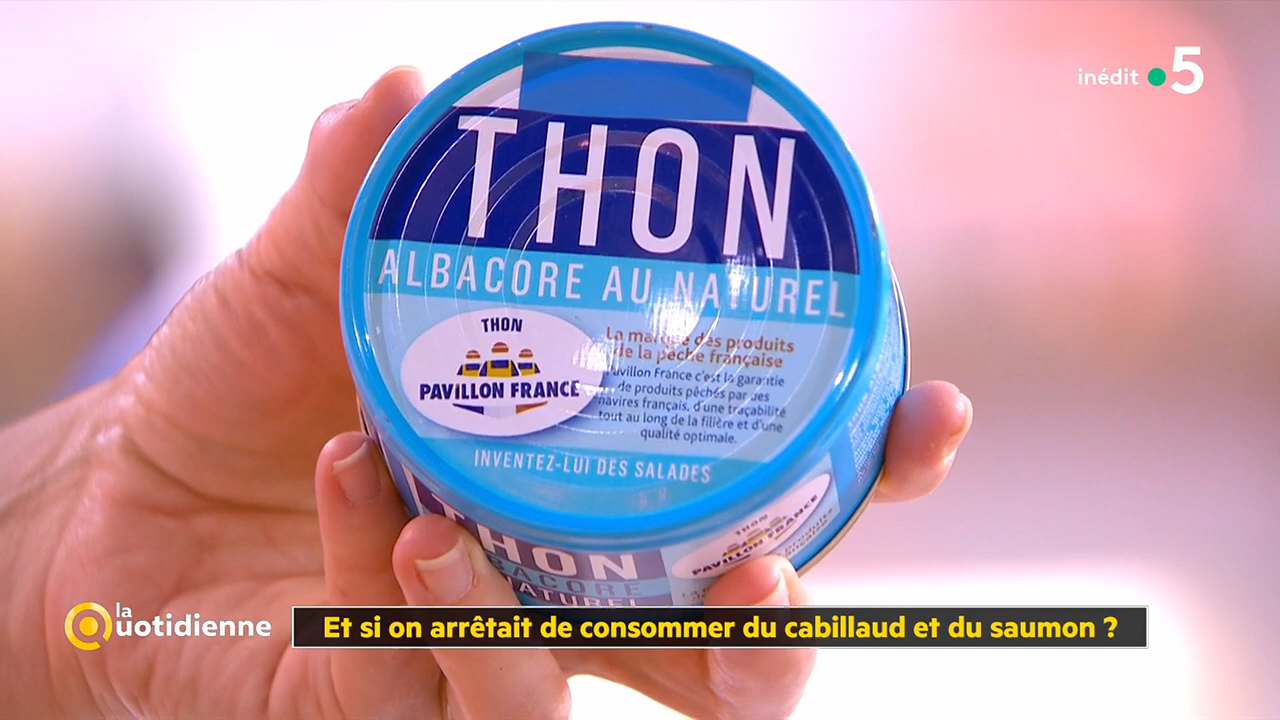 inédit 5
THON
ALBACORE AU NATUREL
THON
PAVILLON FRANCE
La marque des produits
de la pêche française
Pavillon France c'est la garantie
de produits pêchés par des
navires français, d'une traçabilité
tout au long de la filière et d'une
qualité optimale.
INVENTEZ-LUI DES SALADES
THON
ALBACORE
NATUREL
THON
PAVILLON FRANCE
la
Quotidienne
Et si on arrêtait de consommer du cabillaud et du saumon ?